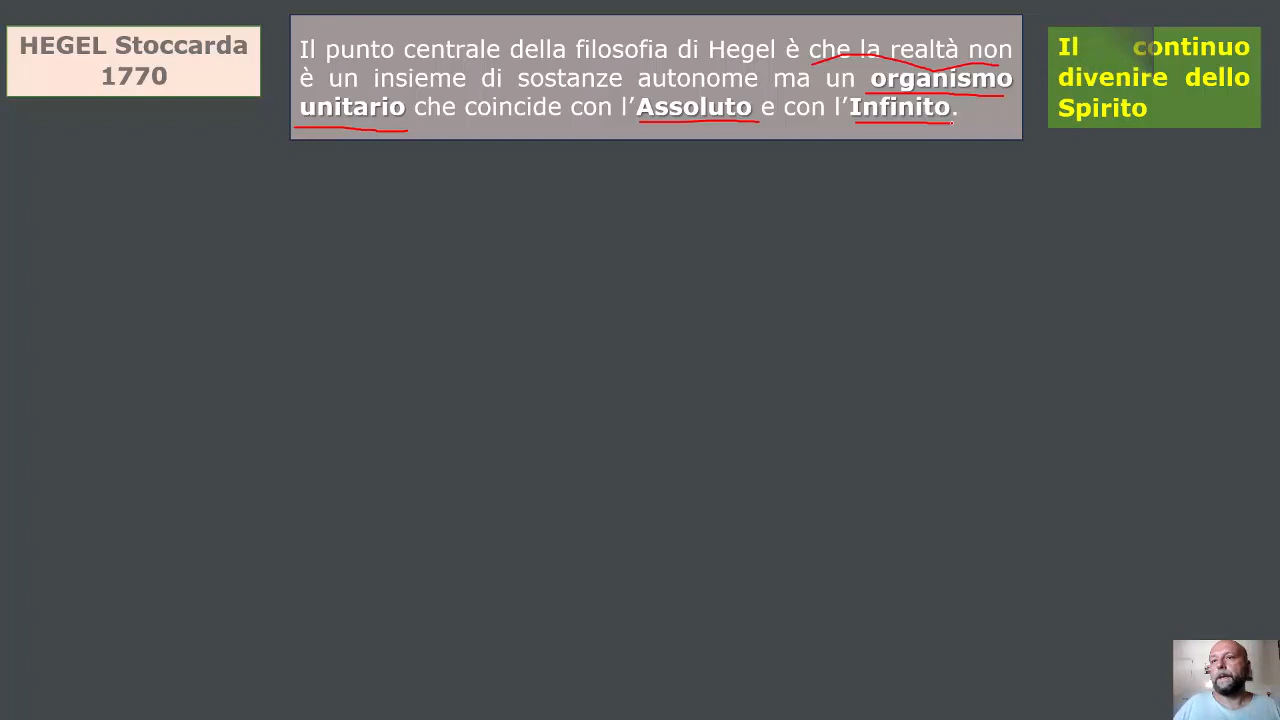 HEGEL Stoccarda
1770
Il punto centrale della filosofia di Hegel è che la realtà non
è un insieme di sostanze autonome ma un organismo
unitario che coincide con l’Assoluto e con l’Infinito.
Il continuo
divenire dello
Spirito